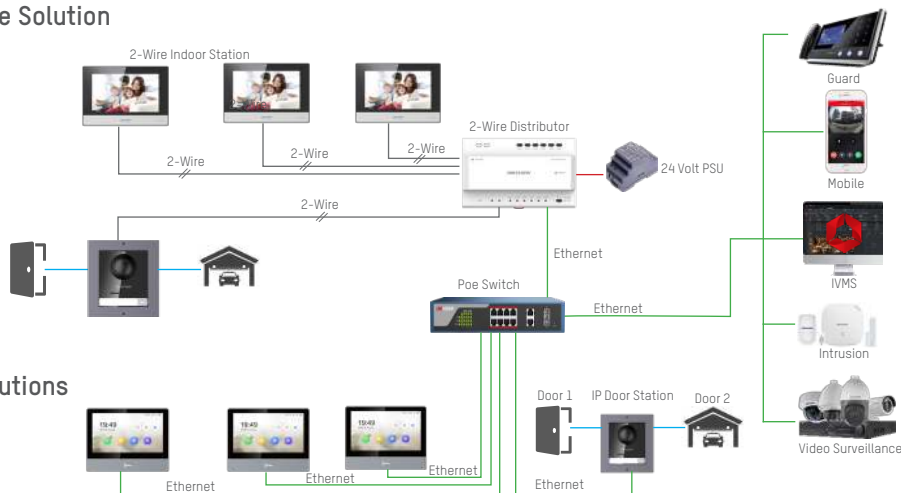 e Solution
2-Wire Indoor Station
Guard
2-Wire Distributor
2-Wire
2-Wire
2-Wire
24 Volt PSU
Mobile
2-Wire
Ethernet
Poe Switch
IVMS
Ethernet
Intrusion
utions
Door 1
IP Door Station
Door 2
19:49
19:49
19:49
Video Surveillance
Ethernet
Ethernet
Ethernet
Ethernet